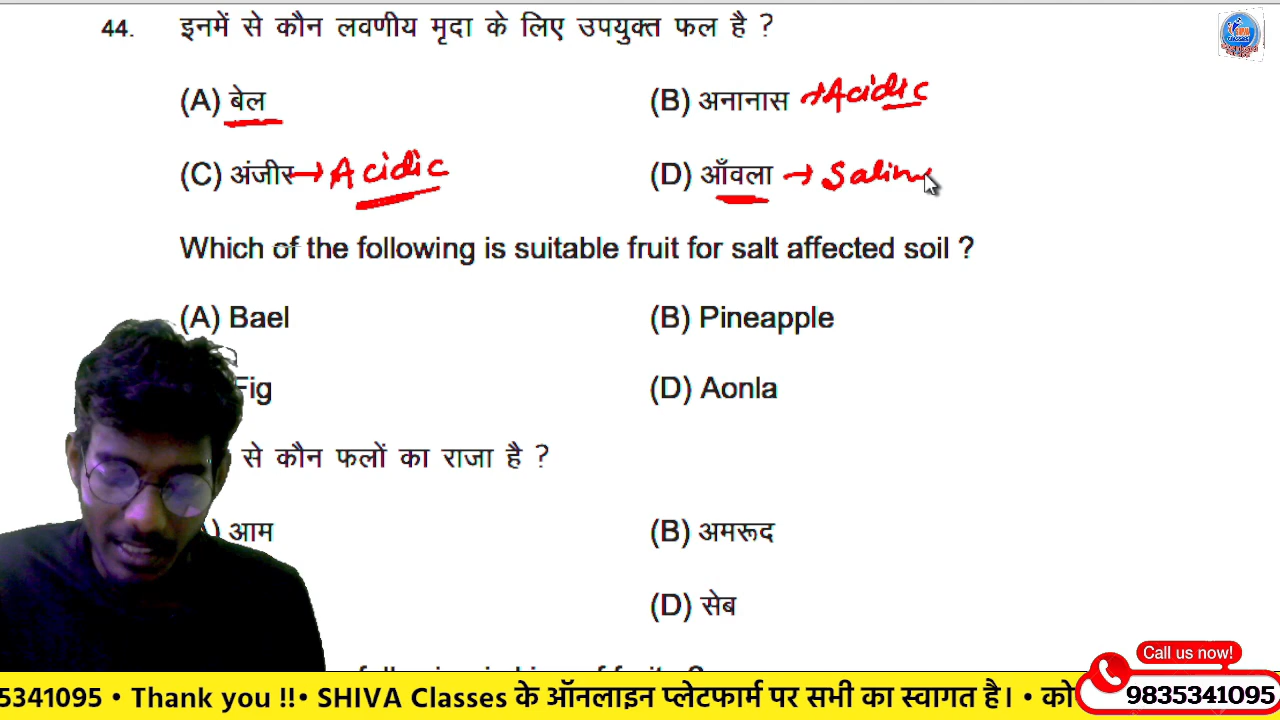 44. इनमें से कौन लवणीय मृदा के लिए उपयुक्त फल है ?
(A) बेल (B) अनानास → Acidic
(C) अंजीर → Acidic (D) आँवला → Saline
Which of the following is suitable fruit for salt affected soil ?
(A) Bael (B) Pineapple
Fig (D) Aonla
से कौन फलों का राजा है ?
) आम (B) अमरूद
(D) सेब
5341095 • Thank you !!• SHIVA Classes के ऑनलाइन प्लेटफार्म पर सभी का स्वागत है। • को
Call us now!
9835341095